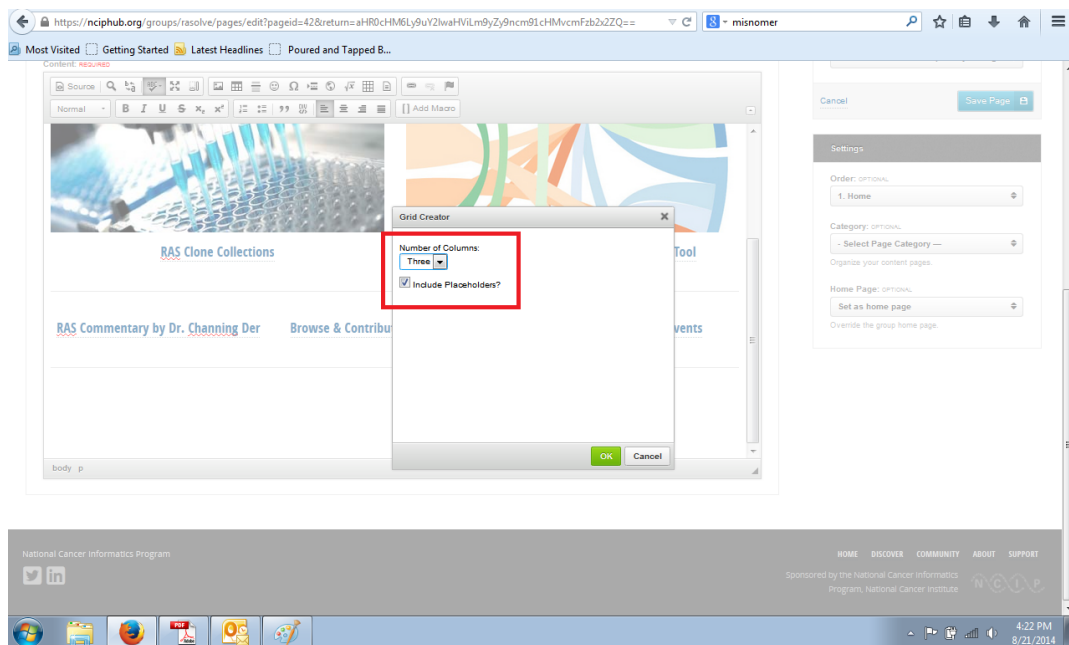 https://nciphub.org/groups/rasolve/pages/edit?pageid=42&return=aHR0cHM6Ly9uY2lwaHViLm9yZy9ncm91cHMvcmFzb2x2ZQ==
misnomer
Most Visited Getting Started Latest Headlines Poured and Tapped B...
Content: REQUIRED
Source
Normal B I U S x₂ x² [] Add Macro
Cancel Save Page
Settings
Order: OPTIONAL
1. Home
Category: OPTIONAL
- Select Page Category —
Organize your content pages.
Home Page: OPTIONAL
Set as home page
Override the group home page.
Grid Creator
Number of Columns:
Three
Include Placeholders?
OK Cancel
RAS Clone Collections Tool
RAS Commentary by Dr. Channing Der Browse & Contribu vents
body p
National Cancer Informatics Program
HOME DISCOVER COMMUNITY ABOUT SUPPORT
Sponsored by the National Cancer Informatics
Program, National Cancer Institute
N C I P
4:22 PM
8/21/2014